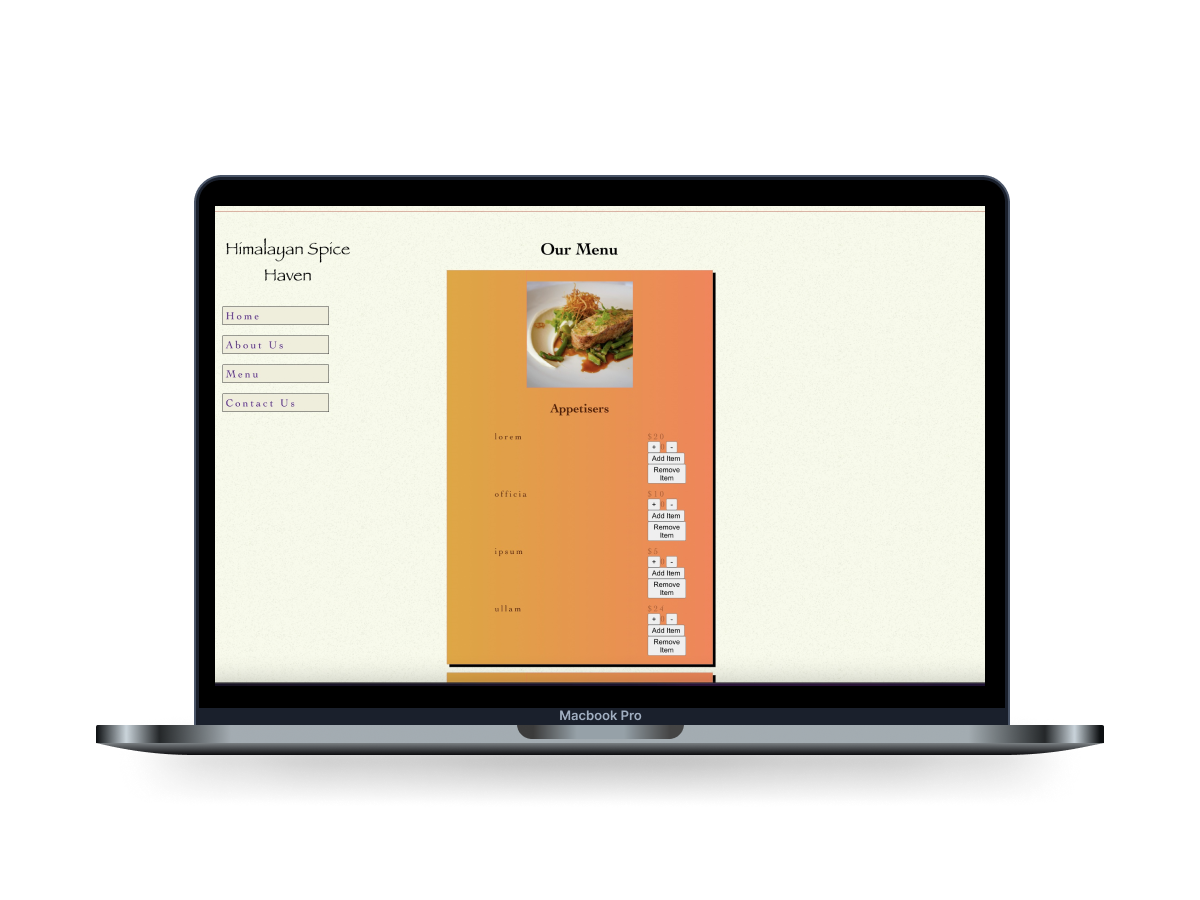 Himalayan Spice
Haven
Home
About Us
Menu
Contact Us
Our Menu
Appetisers
lorem
$20
+ -
Add Item
Remove
Item
officia
$10
+ -
Add Item
Remove
Item
ipsum
$5
+ -
Add Item
Remove
Item
ullam
$24
+ -
Add Item
Remove
Item
Macbook Pro